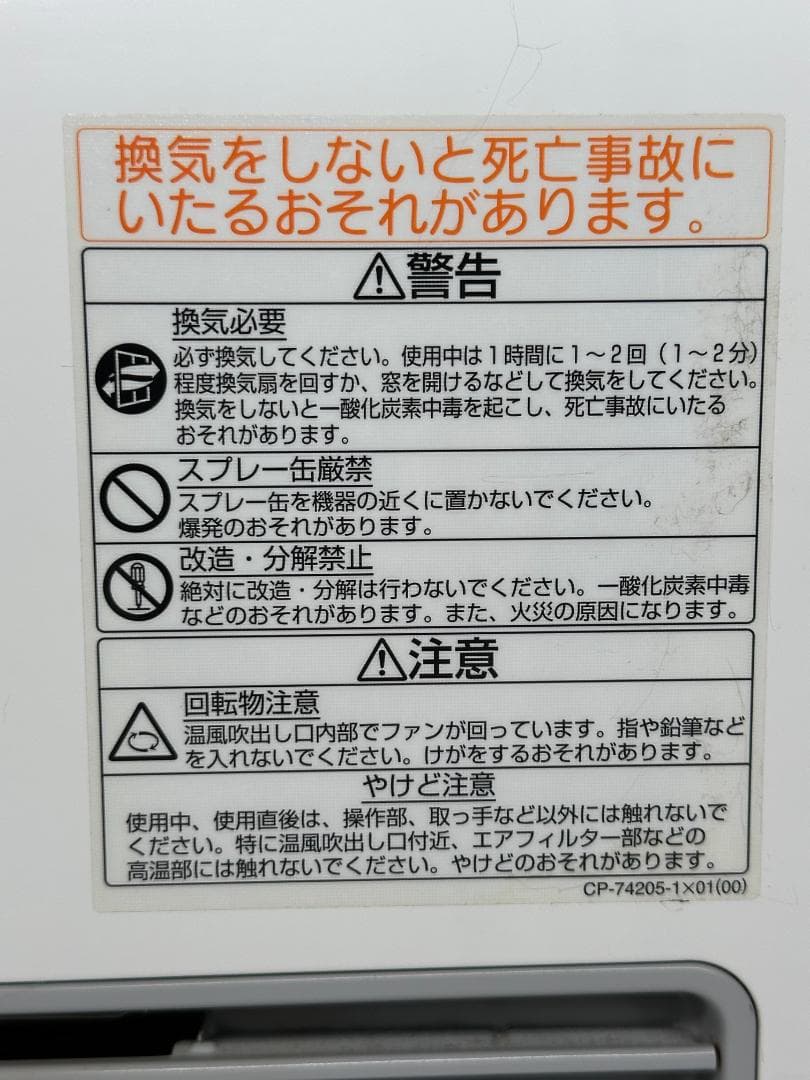 換気をしないと死亡事故に
いたるおそれがあります。
警告
換気必要
必ず換気してください。使用中は1時間に1〜2回(1〜2分)
程度換気扇を回すか、窓を開けるなどして換気をしてください。
換気をしないと一酸化炭素中毒を起こし、死亡事故にいたる
おそれがあります。
スプレー缶厳禁
スプレー缶を機器の近くに置かないでください。
爆発のおそれがあります。
改造・分解禁止
絶対に改造・分解は行わないでください。一酸化炭素中毒
などのおそれがあります。また、火災の原因になります。
注意
回転物注意
温風吹出し口内部でファンが回っています。指や鉛筆など
を入れないでください。けがをするおそれがあります。
やけど注意
使用中、使用直後は、操作部、取っ手など以外には触れないで
ください。特に温風吹出し口付近、エアフィルター部などの
高温部には触れないでください。やけどのおそれがあります。
CP-74205-1×01(00)